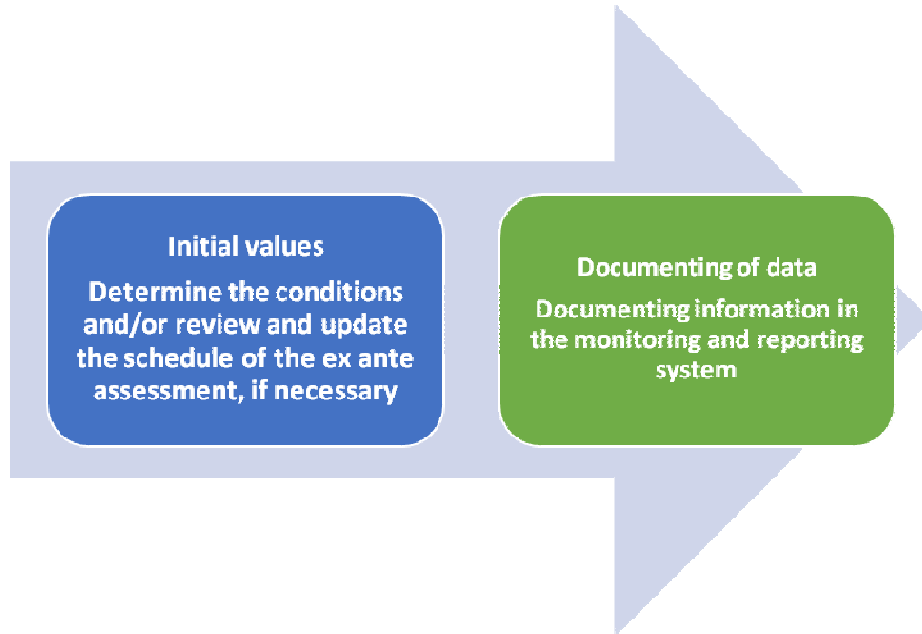 Initial values
Determine the conditions
and/or review and update
the schedule of the ex ante
assessment, if necessary
Documenting of data
Documenting information in
the monitoring and reporting
system